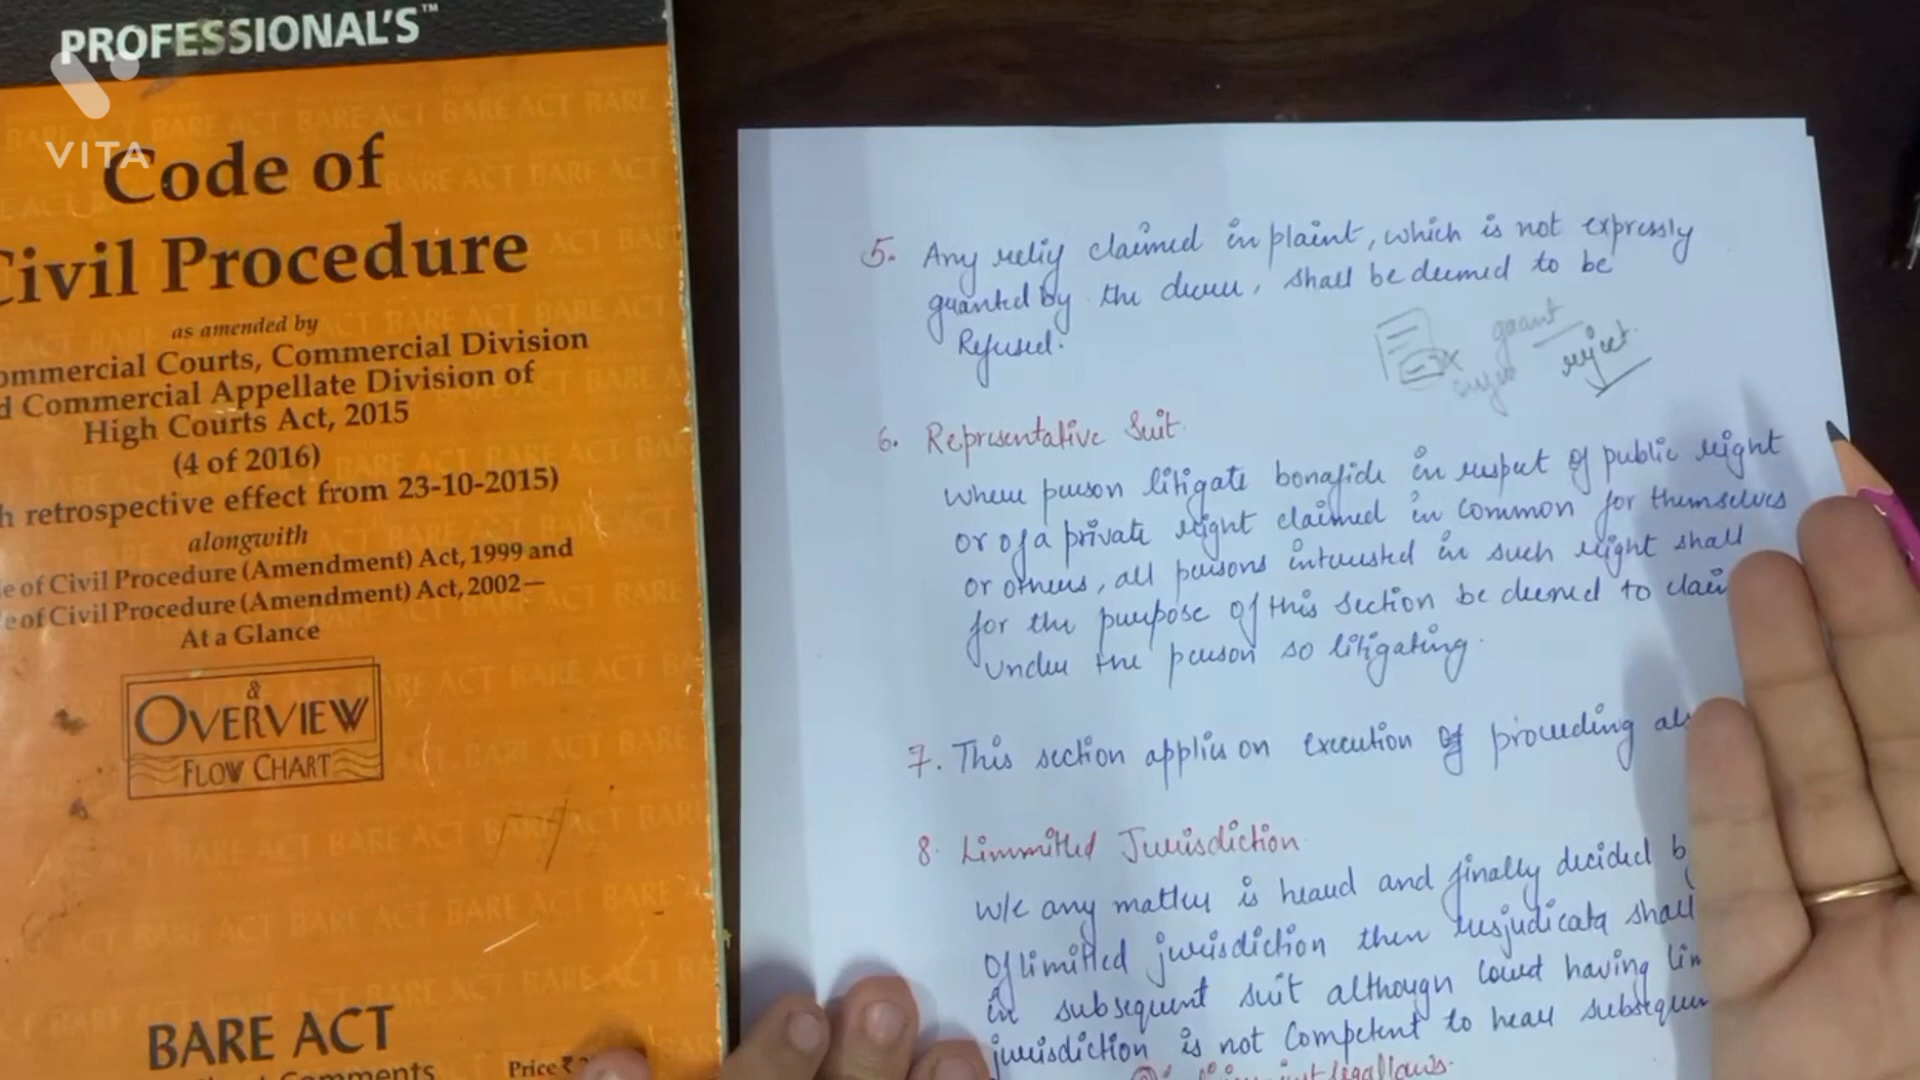 PROFESSIONAL'S™
VITA
Code of
Civil Procedure
as amended by
ommercial Courts, Commercial Division
d Commercial Appellate Division of
High Courts Act, 2015
(4 of 2016)
h retrospective effect from 23-10-2015)
alongwith
e of Civil Procedure (Amendment) Act, 1999 and
e of Civil Procedure (Amendment) Act, 2002—
At a Glance
&
OVERVIEW
FLOW CHART
BARE ACT
Comments
Price ₹
5. Any relief claimed in plaint, which is not expressly
granted by the decree, shall be deemed to be
Refused.
grant
reject
6. Representative Suit
Where person litigate bonafide in respect of public right
or of a private right claimed in common for themselves
or others, all persons interested in such right shall
for the purpose of this section be deemed to clai
under the person so litigating.
7. This section applies on execution of proceeding al
8. Limmitted Jurisdiction
W/e any matter is heard and finally decided b
of limitted jurisdiction then resjudicata shall
in subsequent suit although court having lim
jurisdiction is not competent to hear subsequen